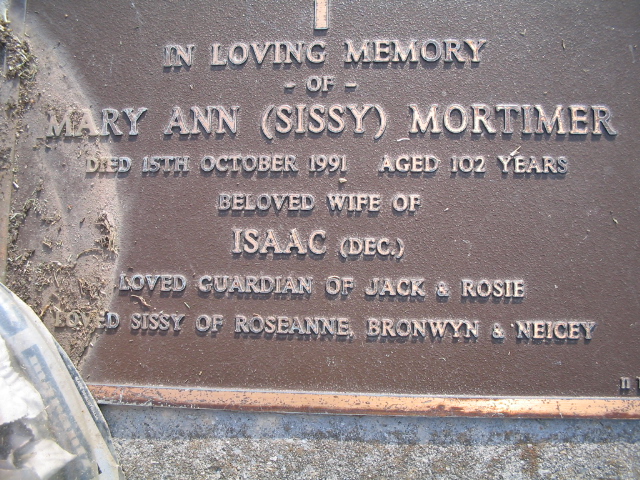 IN LOVING MEMORY
- OF -
MARY ANN (SISSY) MORTIMER
DIED 15TH OCTOBER 1991 AGED 102 YEARS
BELOVED WIFE OF
ISAAC (DEC.)
LOVED GUARDIAN OF JACK & ROSIE
LOVED SISSY OF ROSEANNE, BRONWYN & NEICEY